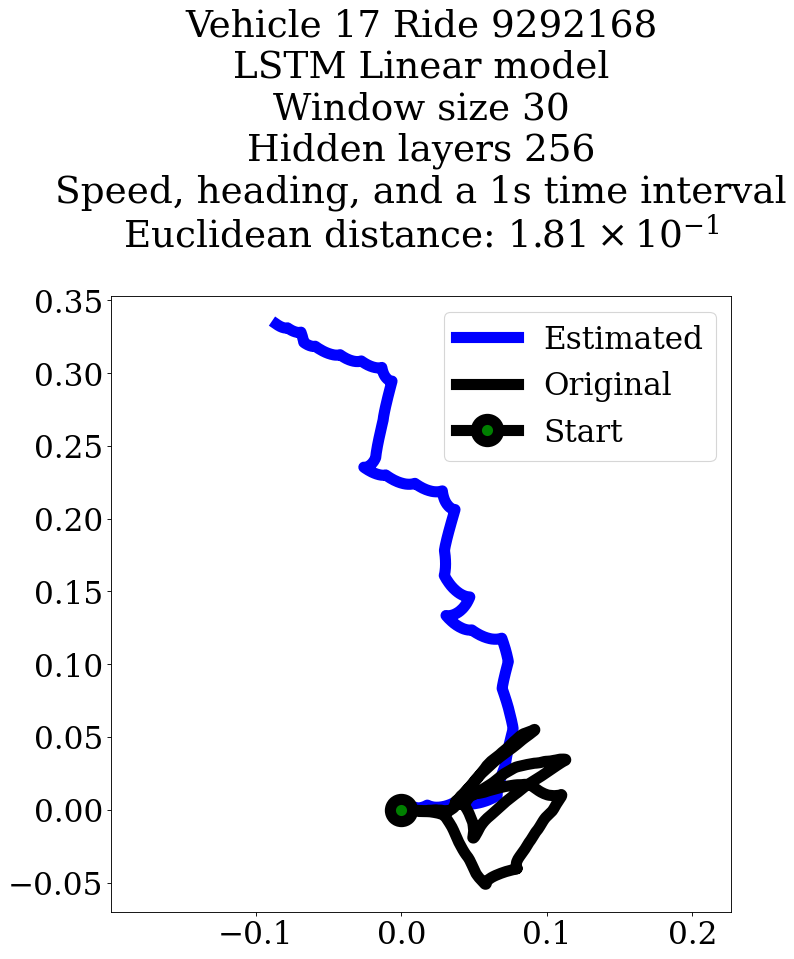 Vehicle 17 Ride 9292168
LSTM Linear model
Window size 30
Hidden layers 256
Speed, heading, and a 1s time interval
Euclidean distance: 1.81 × 10⁻¹
0.35
0.30
0.25
0.20
0.15
0.10
0.05
0.00
−0.05
Estimated
Original
Start
−0.1
0.0
0.1
0.2